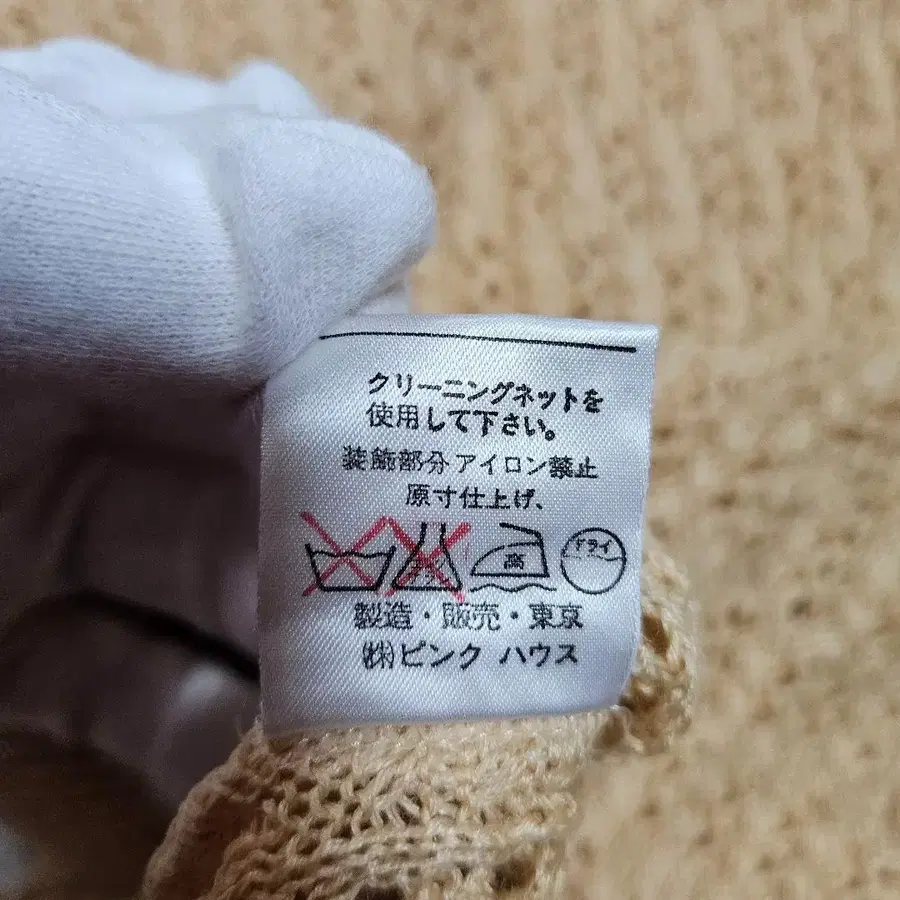 クリーニングネットを
使用して下さい。
装飾部分アイロン禁止
原寸仕上げ、
高 ドライ
製造・販売・東京
㈱ピンク ハウス